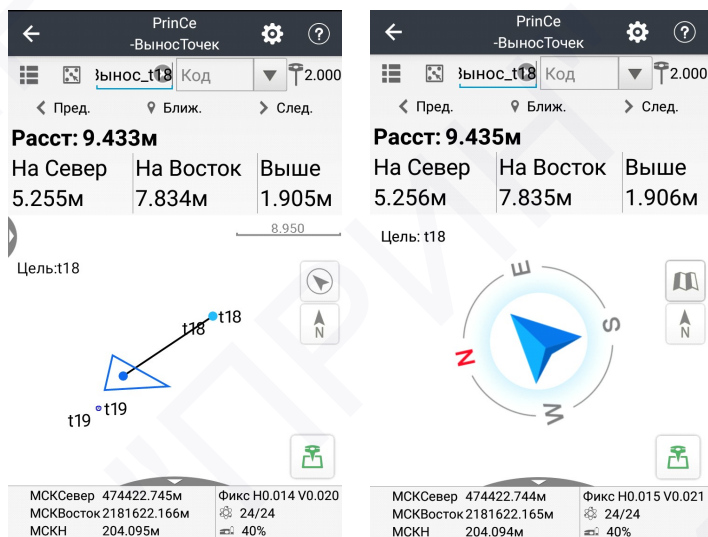 PrinCe
-ВыносТочек
?
Зынос_t18 Код 2.000
Пред. Ближ. След.
Расст: 9.433м
На Север На Восток Выше
5.255м 7.834м 1.905м
8.950
Цель:t18
N
t18
t18
t19
t19
МСКСевер 474422.745м Фикс H0.014 V0.020
МСКВосток 2181622.166м 24/24
МСКН 204.095м 40%
PrinCe
-ВыносТочек
?
Зынос_t18 Код 2.000
Пред. Ближ. След.
Расст: 9.435м
На Север На Восток Выше
5.256м 7.835м 1.906м
Цель: t18
E
S
N
N
W
МСКСевер 474422.744м Фикс H0.015 V0.021
МСКВосток 2181622.165м 24/24
МСКН 204.094м 40%
"ПРИН"